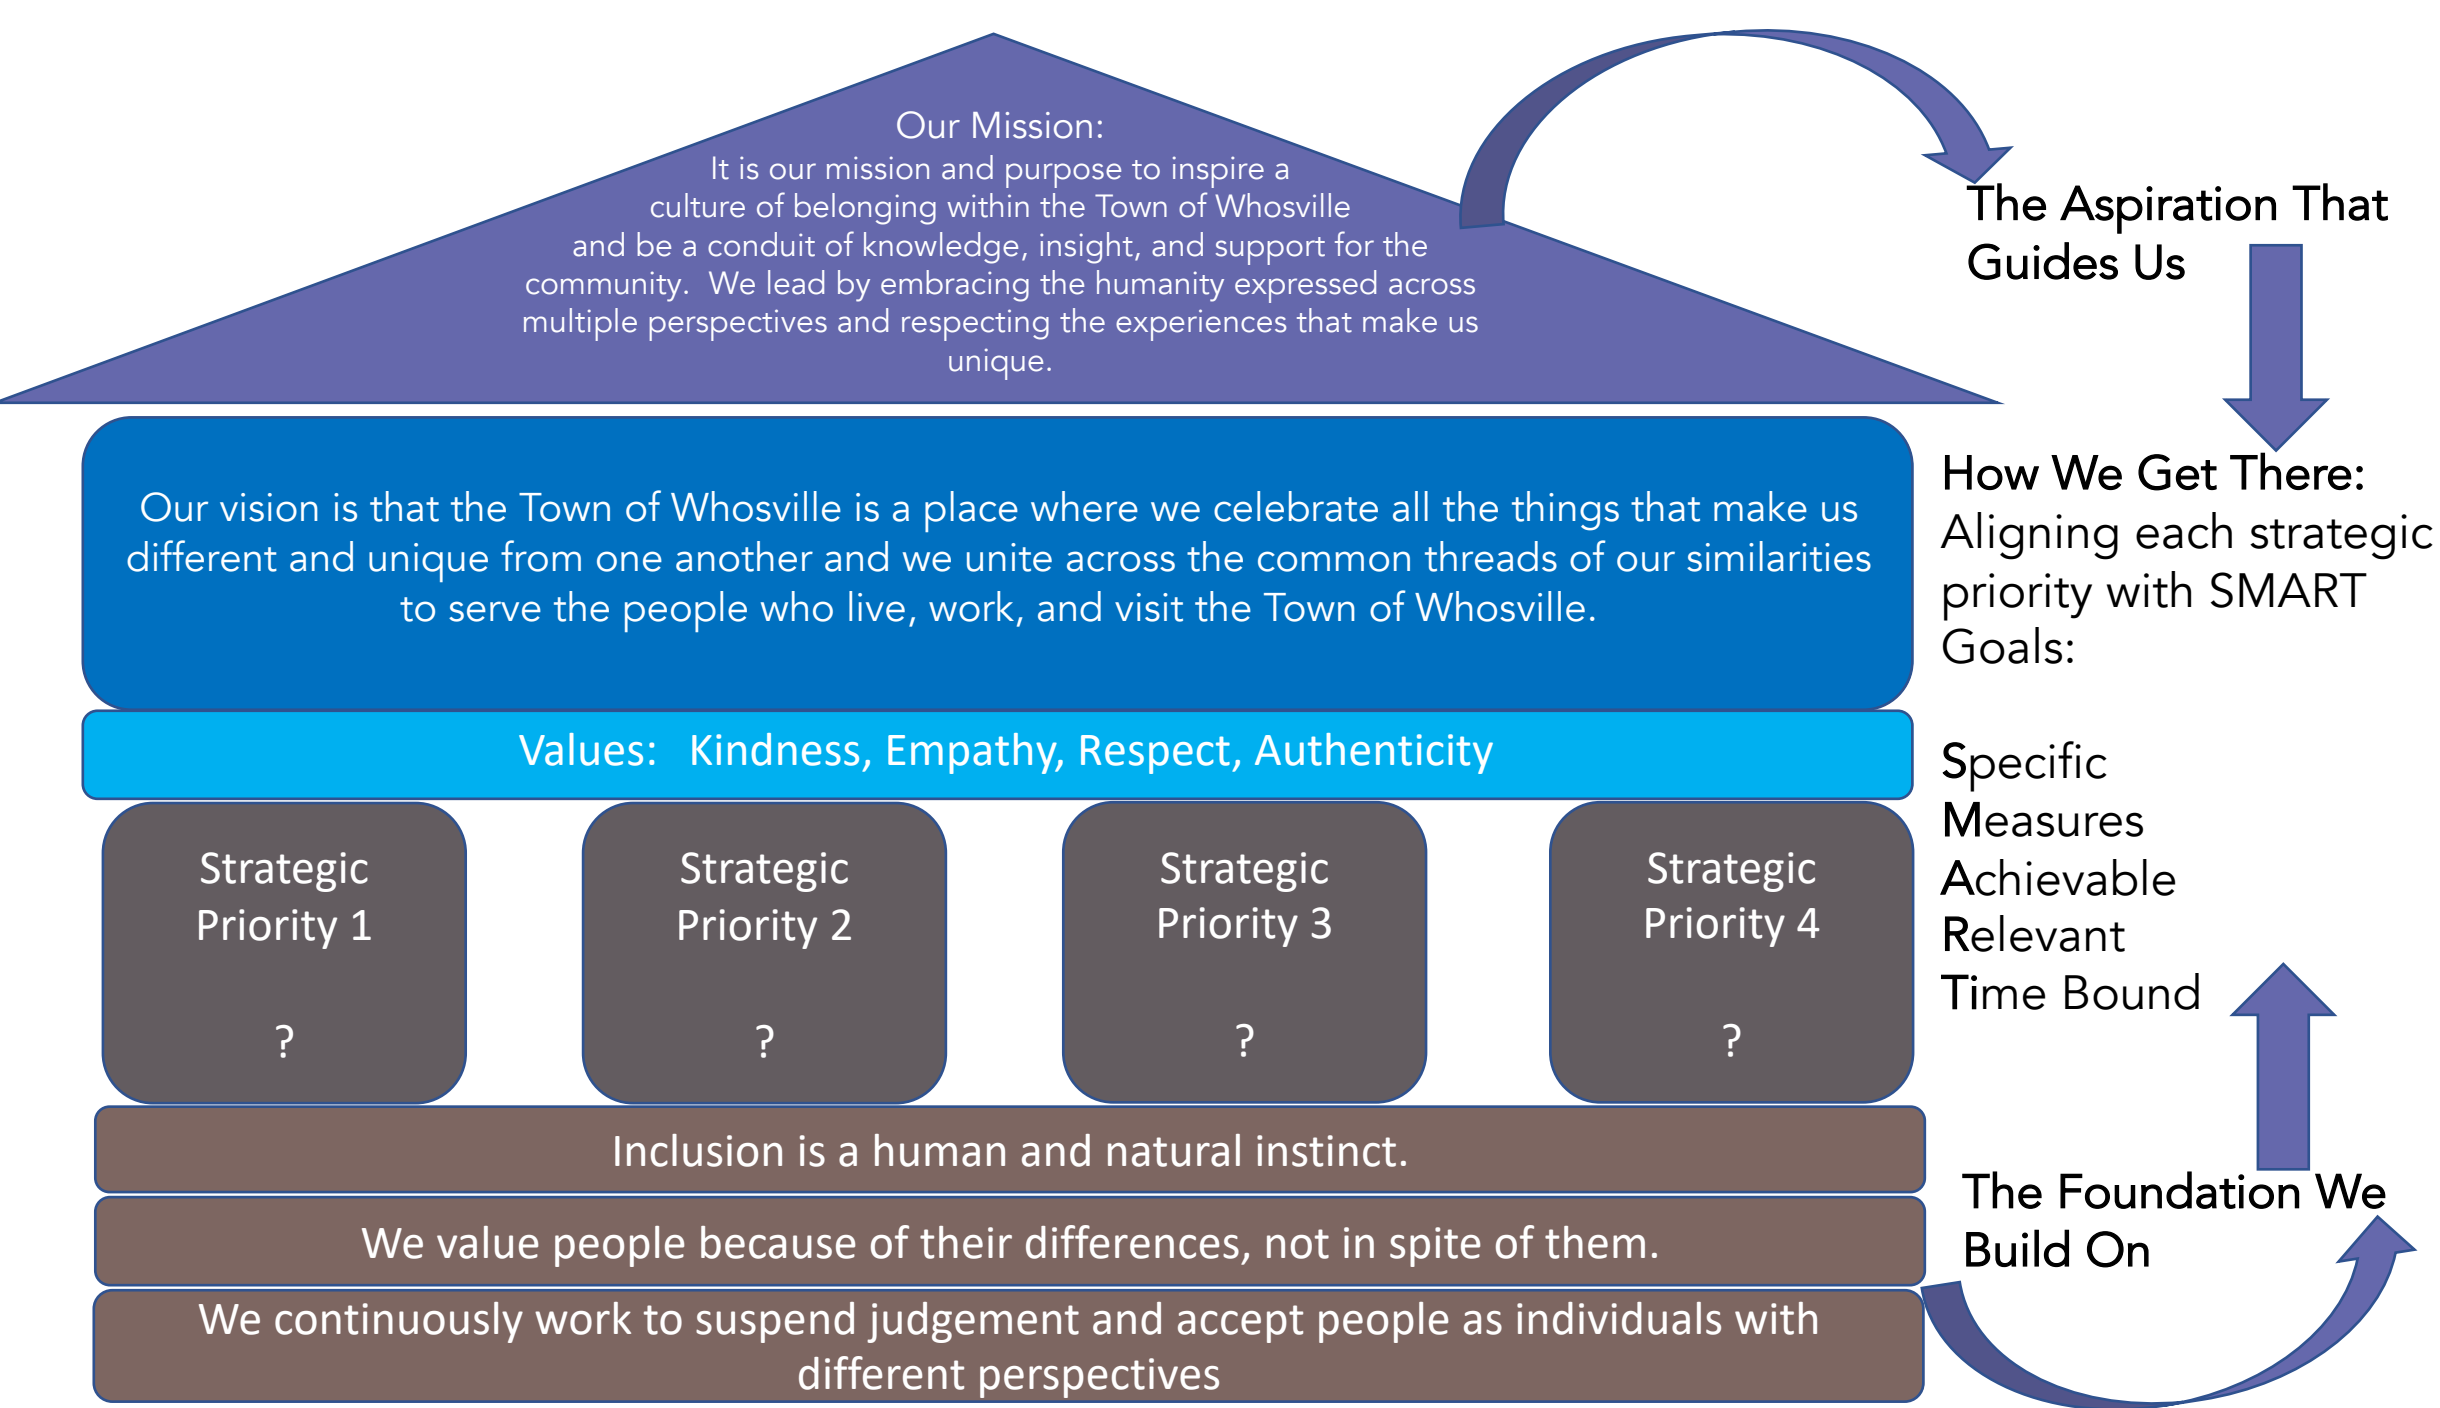 Our Mission:
It is our mission and purpose to inspire a
culture of belonging within the Town of Whosville
and be a conduit of knowledge, insight, and support for the
community.  We lead by embracing the humanity expressed across
multiple perspectives and respecting the experiences that make us
unique.
The Aspiration That
Guides Us
Our vision is that the Town of Whosville is a place where we celebrate all the things that make us
different and unique from one another and we unite across the common threads of our similarities
to serve the people who live, work, and visit the Town of Whosville.
How We Get There:
Aligning each strategic
priority with SMART
Goals:
Values:   Kindness, Empathy, Respect, Authenticity
Specific
Measures
Achievable
Relevant
Time Bound
Strategic
Priority 1
?
Strategic
Priority 2
?
Strategic
Priority 3
?
Strategic
Priority 4
?
Inclusion is a human and natural instinct.
We value people because of their differences, not in spite of them.
We continuously work to suspend judgement and accept people as individuals with
different perspectives
The Foundation We
Build On